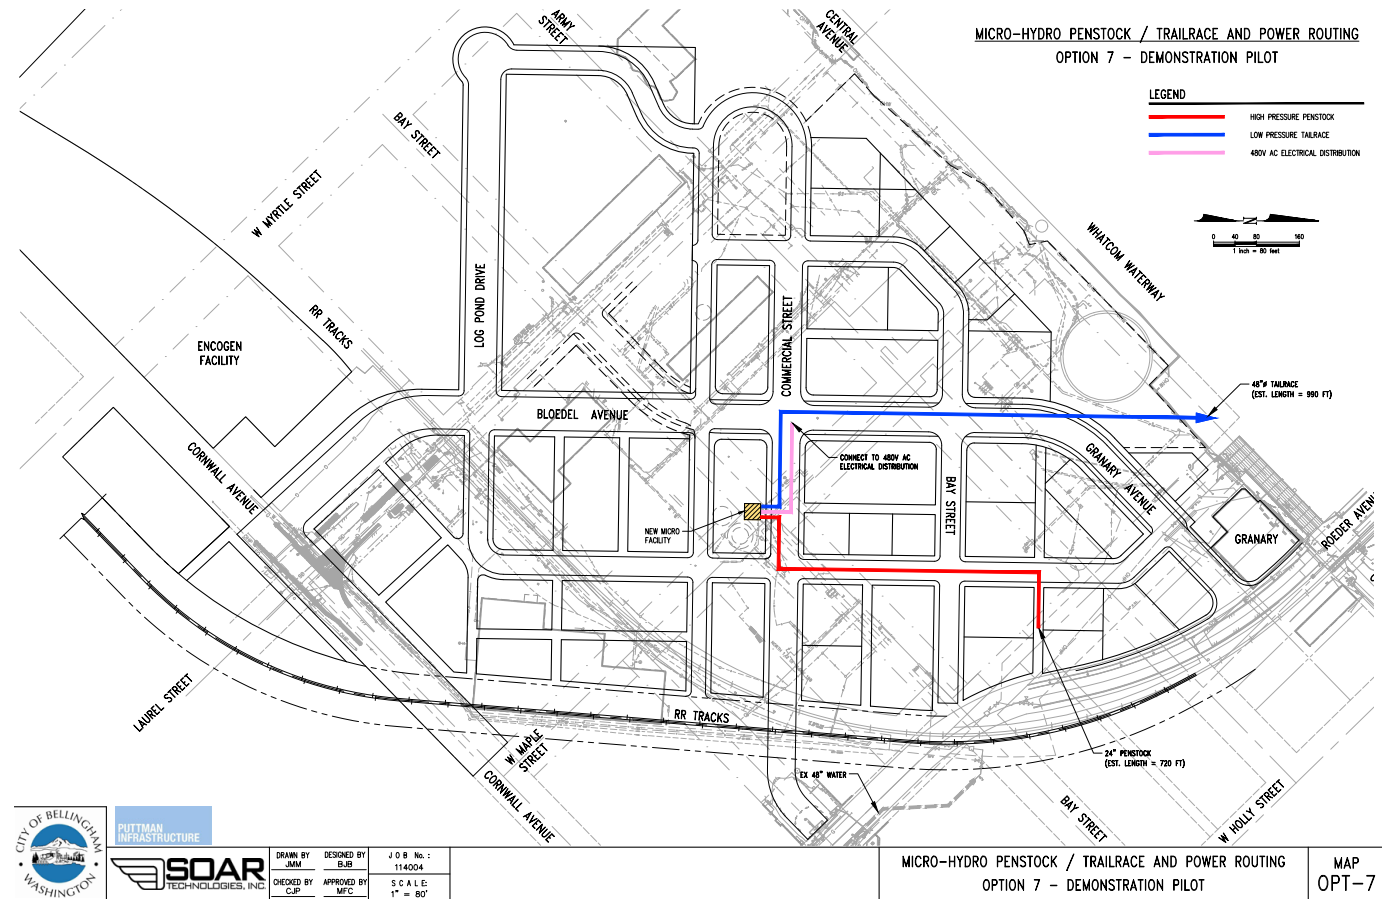 MICRO-HYDRO PENSTOCK / TRAILRACE AND POWER ROUTING
OPTION 7 - DEMONSTRATION PILOT
LEGEND
HIGH PRESSURE PENSTOCK
LOW PRESSURE TAILRACE
480V AC ELECTRICAL DISTRIBUTION
N
0 40 80 160
1 inch = 80 feet
ARMY
STREET
CENTRAL
AVENUE
BAY STREET
W MYRTLE STREET
WHATCOM WATERWAY
LOG POND DRIVE
COMMERCIAL STREET
RR TRACKS
ENCOGEN
FACILITY
48"ø TAILRACE
(EST. LENGTH = 990 FT)
BLOEDEL AVENUE
CONNECT TO 480V AC
ELECTRICAL DISTRIBUTION
GRANARY AVENUE
CORNWALL AVENUE
BAY STREET
NEW MICRO
FACILITY
GRANARY
ROEDER AVEN
LAUREL STREET
RR TRACKS
W MAPLE
STREET
24" PENSTOCK
(EST. LENGTH = 720 FT)
EX 48" WATER
CORNWALL AVENUE
BAY STREET
W HOLLY STREET
CITY OF BELLINGHAM
WASHINGTON
PUTTMAN
INFRASTRUCTURE
SOAR
TECHNOLOGIES, INC.
DRAWN BY
JMM
DESIGNED BY
BJB
JOB No.:
114004
CHECKED BY
CJP
APPROVED BY
MFC
SCALE:
1" = 80'
MICRO-HYDRO PENSTOCK / TRAILRACE AND POWER ROUTING
OPTION 7 - DEMONSTRATION PILOT
MAP
OPT-7